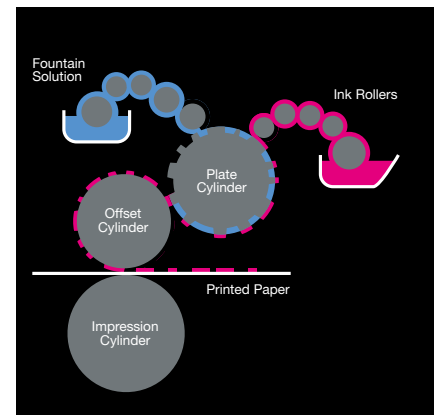 Fountain
Solution
Ink Rollers
Plate
Cylinder
Offset
Cylinder
Printed Paper
Impression
Cylinder